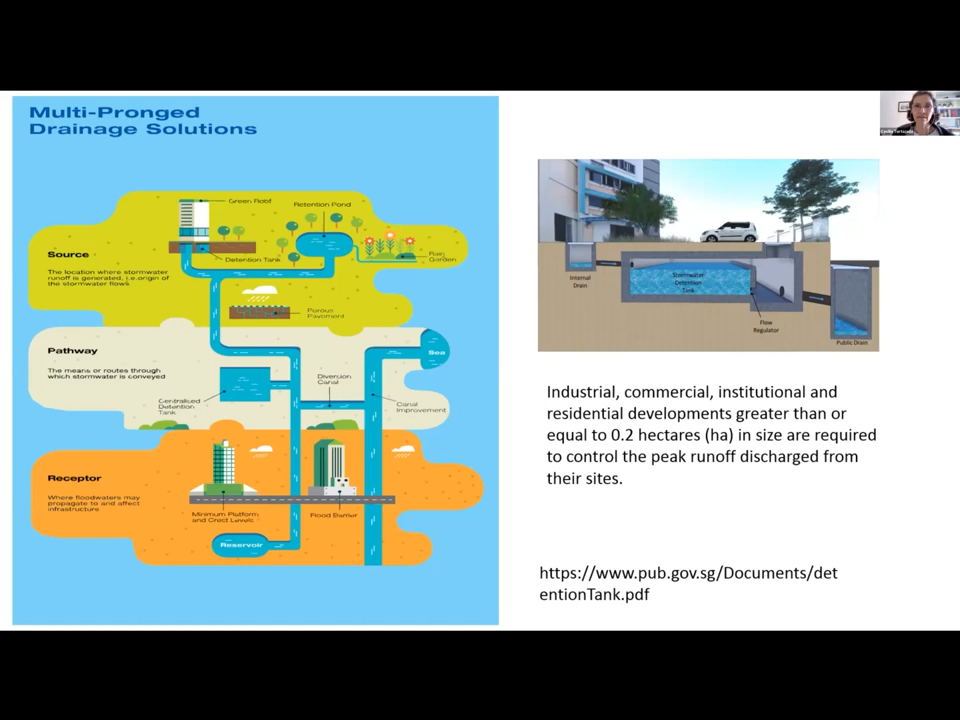 Multi-Pronged
Drainage Solutions
Green Roof
Retention Pond
Source
Detention Tank
Rain
Garden
The location where stormwater
runoff is generated, i.e.origin of
the stormwater flows
Porous
Pavement
Pathway
Sea
The means or routes through
which stormwater is conveyed
Diversion
Canal
Centralised
Detention
Tank
Canal
Improvement
Receptor
Where floodwaters may
propagate to and affect
infrastructure
Minimum Platform
and Crest Levels
Flood Barrier
Reservoir
Internal
Drain
Stormwater
Detention
Tank
Flow
Regulator
Public Drain
Industrial, commercial, institutional and
residential developments greater than or
equal to 0.2 hectares (ha) in size are required
to control the peak runoff discharged from
their sites.
https://www.pub.gov.sg/Documents/det
entionTank.pdf